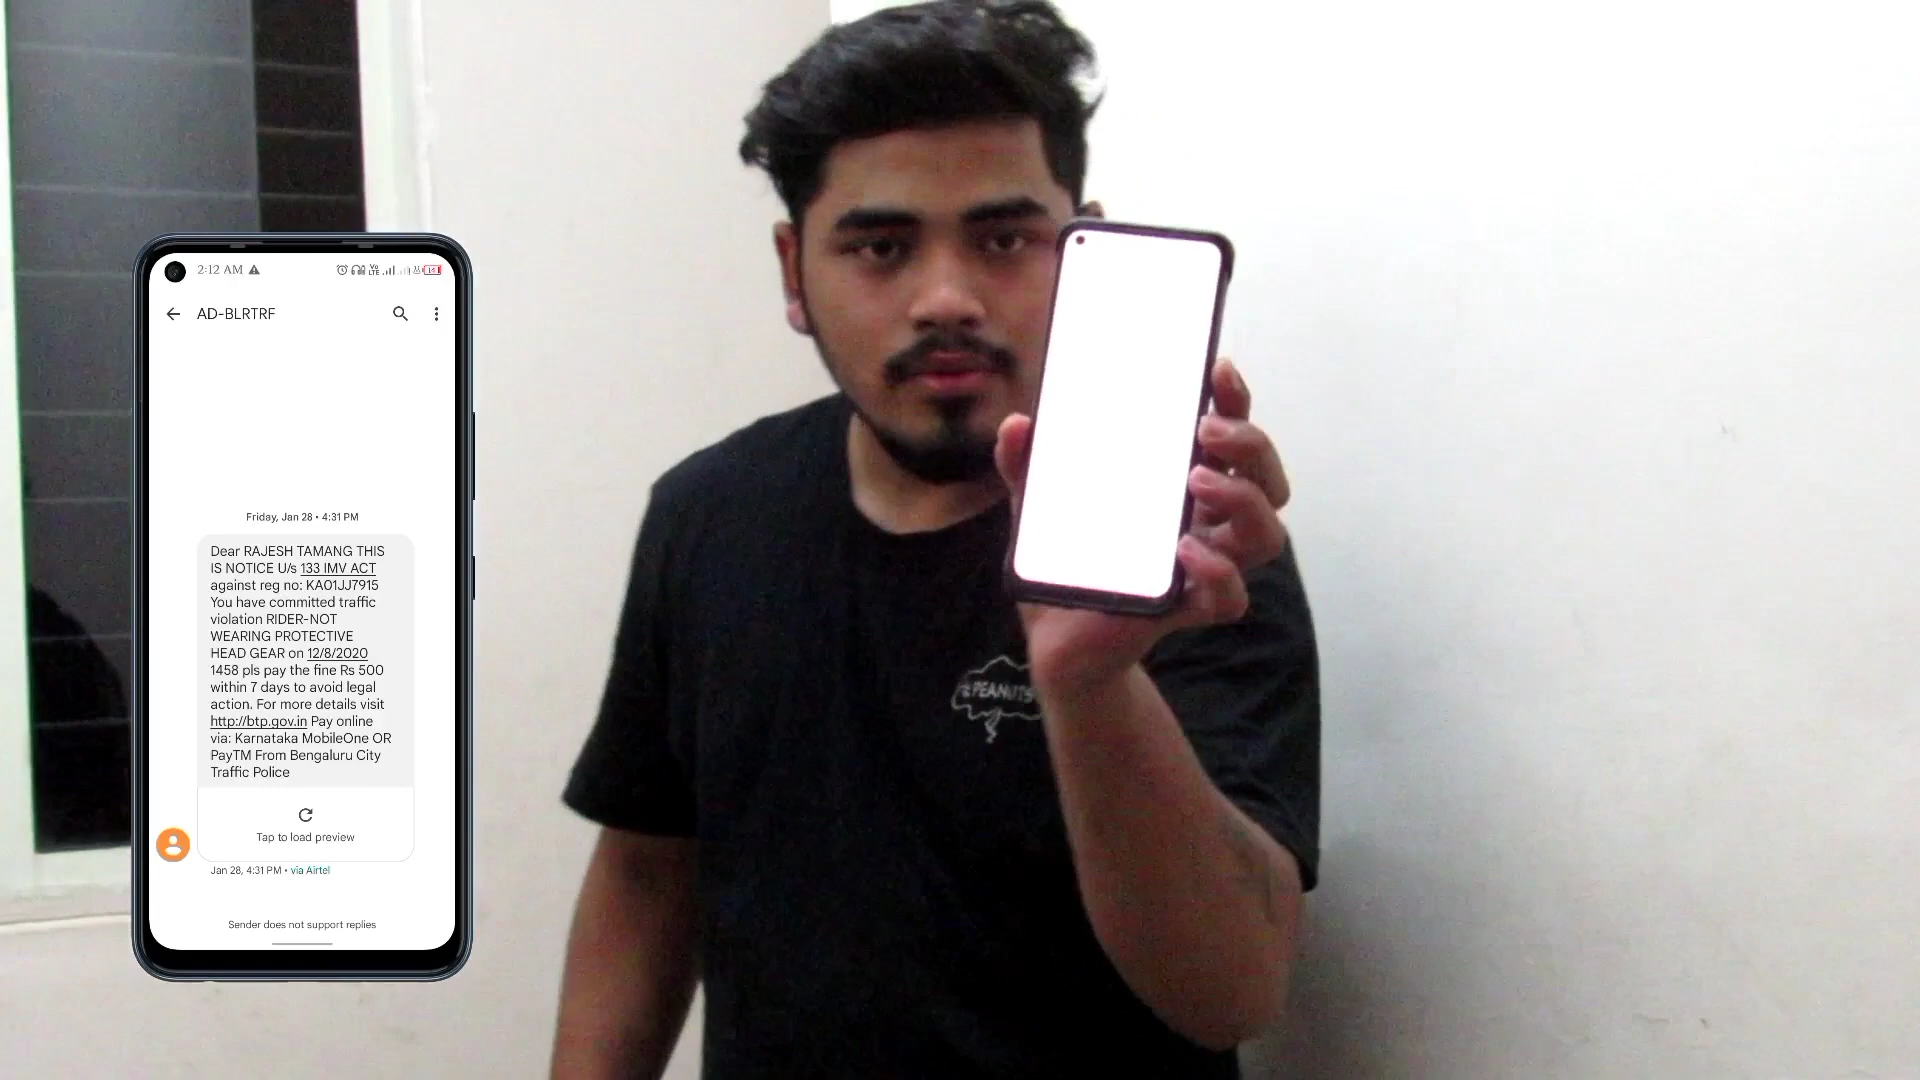 2:12 AM
AD-BLRTRF
Friday, Jan 28 • 4:31 PM
Dear RAJESH TAMANG THIS
IS NOTICE U/s 133 IMV ACT
against reg no: KA01JJ7915
You have committed traffic
violation RIDER-NOT
WEARING PROTECTIVE
HEAD GEAR on 12/8/2020
1458 pls pay the fine Rs 500
within 7 days to avoid legal
action. For more details visit
http://btp.gov.in Pay online
via: Karnataka MobileOne OR
PayTM From Bengaluru City
Traffic Police
Tap to load preview
Jan 28, 4:31 PM • via Airtel
Sender does not support replies
PEANUTS